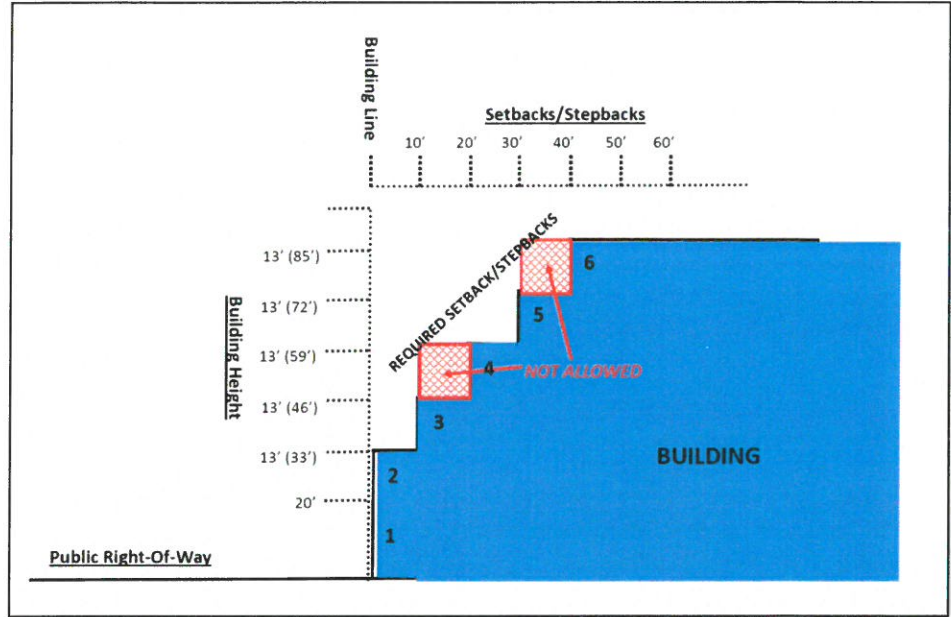 Building Line
Setbacks/Stepbacks
10’ 20’ 30’ 40’ 50’ 60’
REQUIRED SETBACK/STEPBACKS
Building Height
13’ (85’)
13’ (72’)
13’ (59’)
13’ (46’)
13’ (33’)
20’
6
5
4
NOT ALLOWED
3
2
1
BUILDING
Public Right-Of-Way